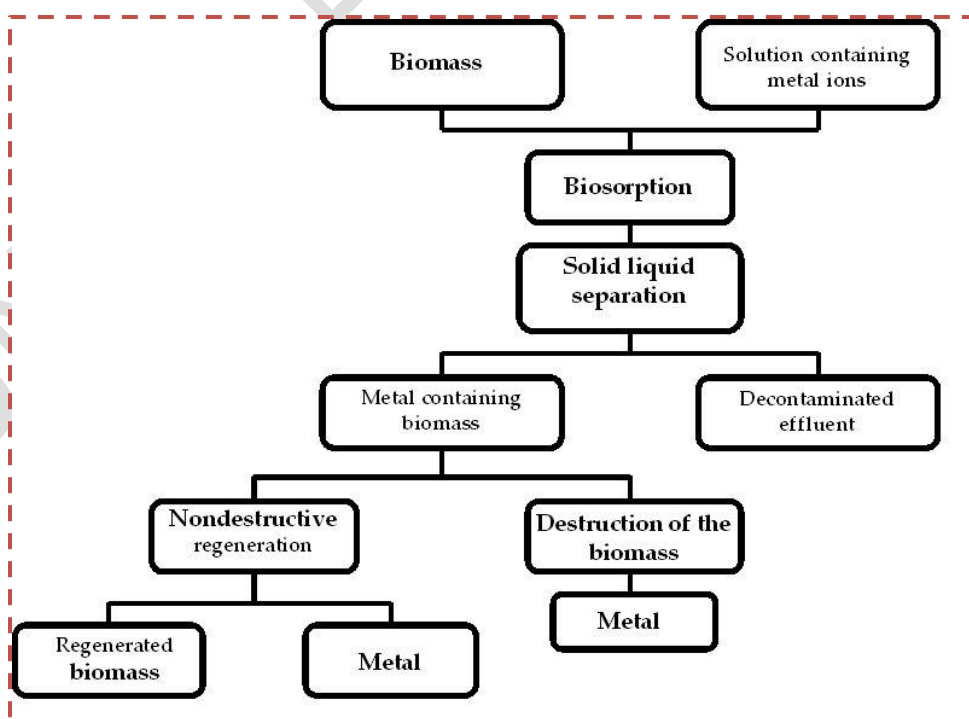 Biomass
Solution containing
metal ions
Biosorption
Solid liquid
separation
Metal containing
biomass
Decontaminated
effluent
Nondestructive
regeneration
Destruction of the
biomass
Regenerated
biomass
Metal
Metal